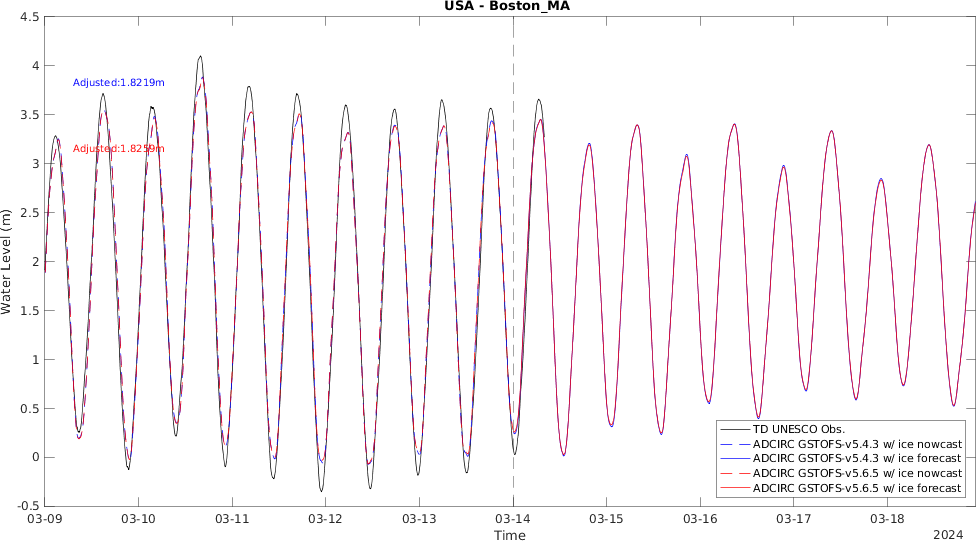 USA - Boston_MA
4.5
4
3.5
3
2.5
2
1.5
1
0.5
0
-0.5
Water Level (m)
Adjusted:1.8219m
Adjusted:1.8259m
TD UNESCO Obs.
ADCIRC GSTOFS-v5.4.3 w/ ice nowcast
ADCIRC GSTOFS-v5.4.3 w/ ice forecast
ADCIRC GSTOFS-v5.6.5 w/ ice nowcast
ADCIRC GSTOFS-v5.6.5 w/ ice forecast
03-09 03-10 03-11 03-12 03-13 03-14 03-15 03-16 03-17 03-18
Time
2024